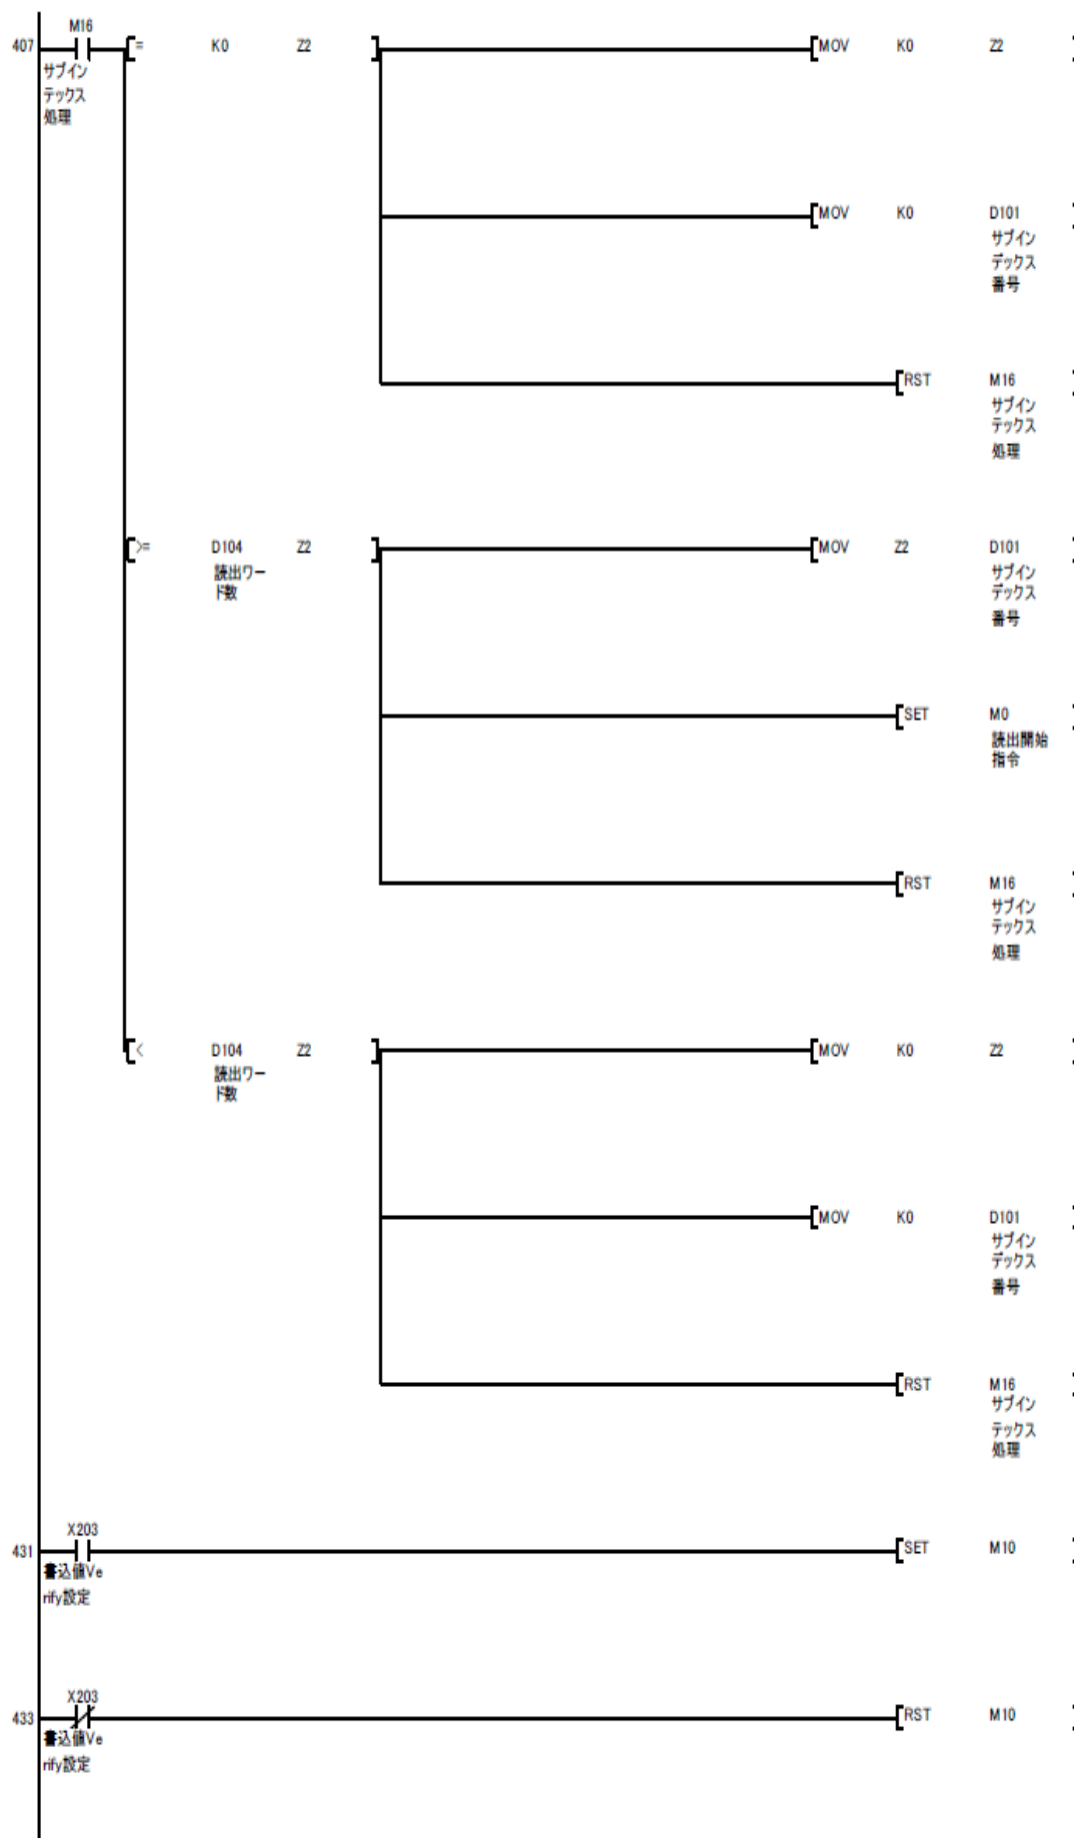 M16
407 = K0 Z2 MOV K0 Z2
サブイン
テックス
処理
MOV K0 D101
サブイン
デックス
番号
RST M16
サブイン
テックス
処理
>= D104 Z2 MOV Z2 D101
読出ワー
ド数
サブイン
デックス
番号
SET M0
読出開始
指令
RST M16
サブイン
テックス
処理
< D104 Z2 MOV K0 Z2
読出ワー
ド数
MOV K0 D101
サブイン
デックス
番号
RST M16
サブイン
テックス
処理
X203
431 SET M10
書込値Ve
rify設定
X203
433 RST M10
書込値Ve
rify設定